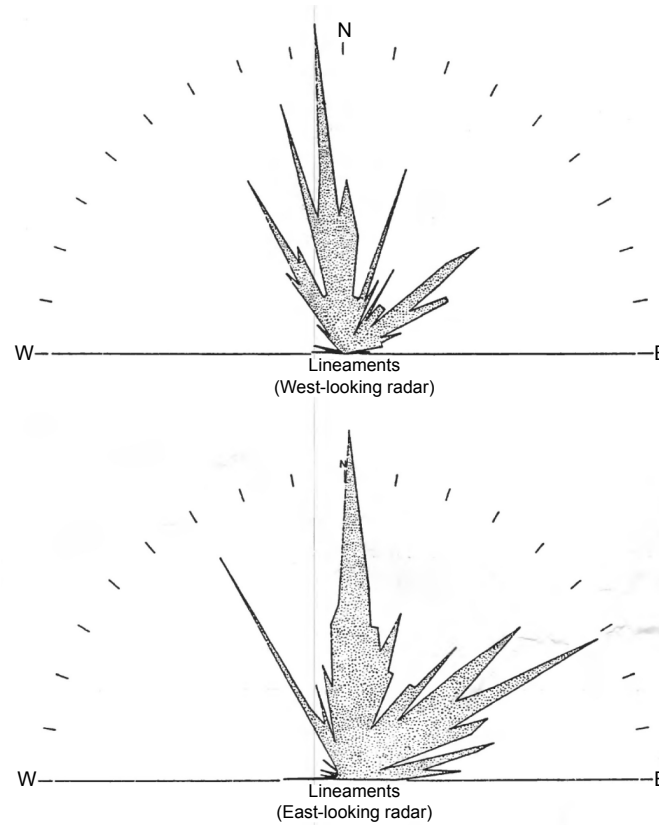 N
W E
Lineaments
(West-looking radar)
N
W E
Lineaments
(East-looking radar)